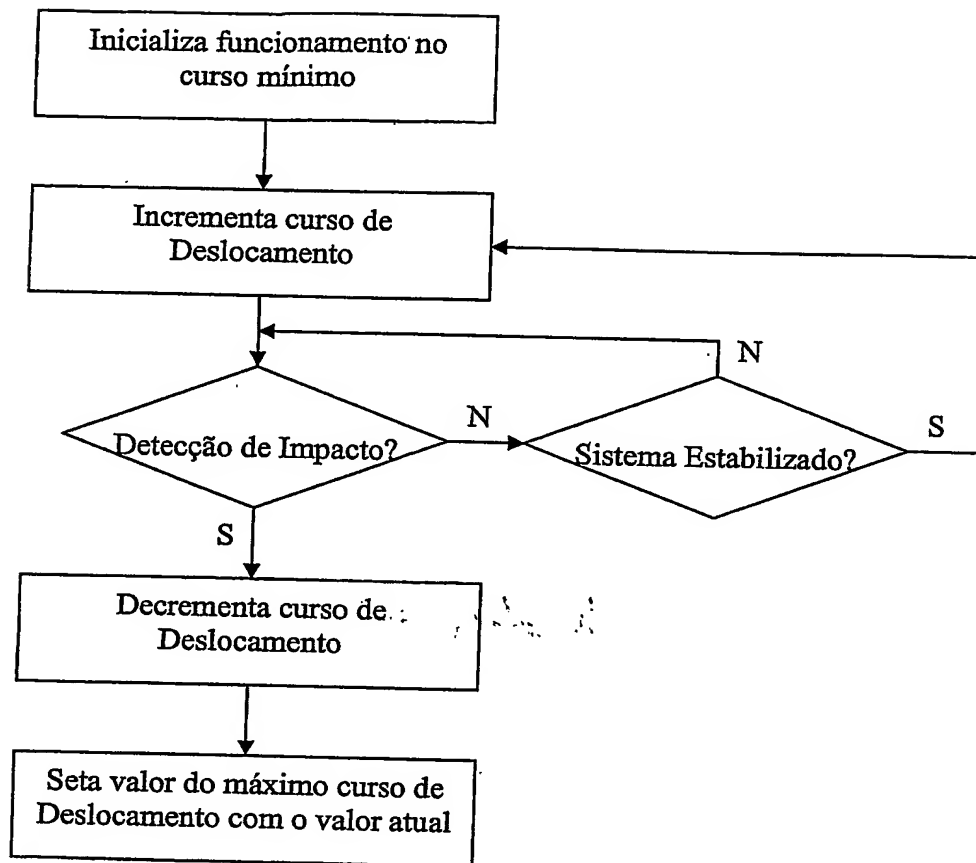 Inicializa funcionamento no
curso mínimo
Incrementa curso de
Deslocamento
N
Detecção de Impacto?
N
Sistema Estabilizado?
S
S
Decrementa curso de
Deslocamento
Seta valor do máximo curso de
Deslocamento com o valor atual